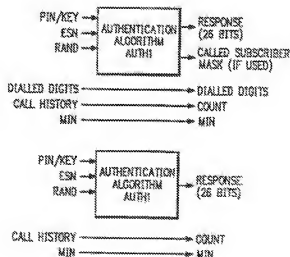 PIN/KEY
ESN
RAND
AUTHENTICATION
ALGORITHM
AUTH1
RESPONSE
(26 BITS)
CALLED SUBSCRIBER
MASK (IF USED)
DIALLED DIGITS
DIALLED DIGITS
CALL HISTORY
COUNT
MIN
MIN
PIN/KEY
ESN
RAND
AUTHENTICATION
ALGORITHM
AUTH1
RESPONSE
(26 BITS)
CALL HISTORY
COUNT
MIN
MIN